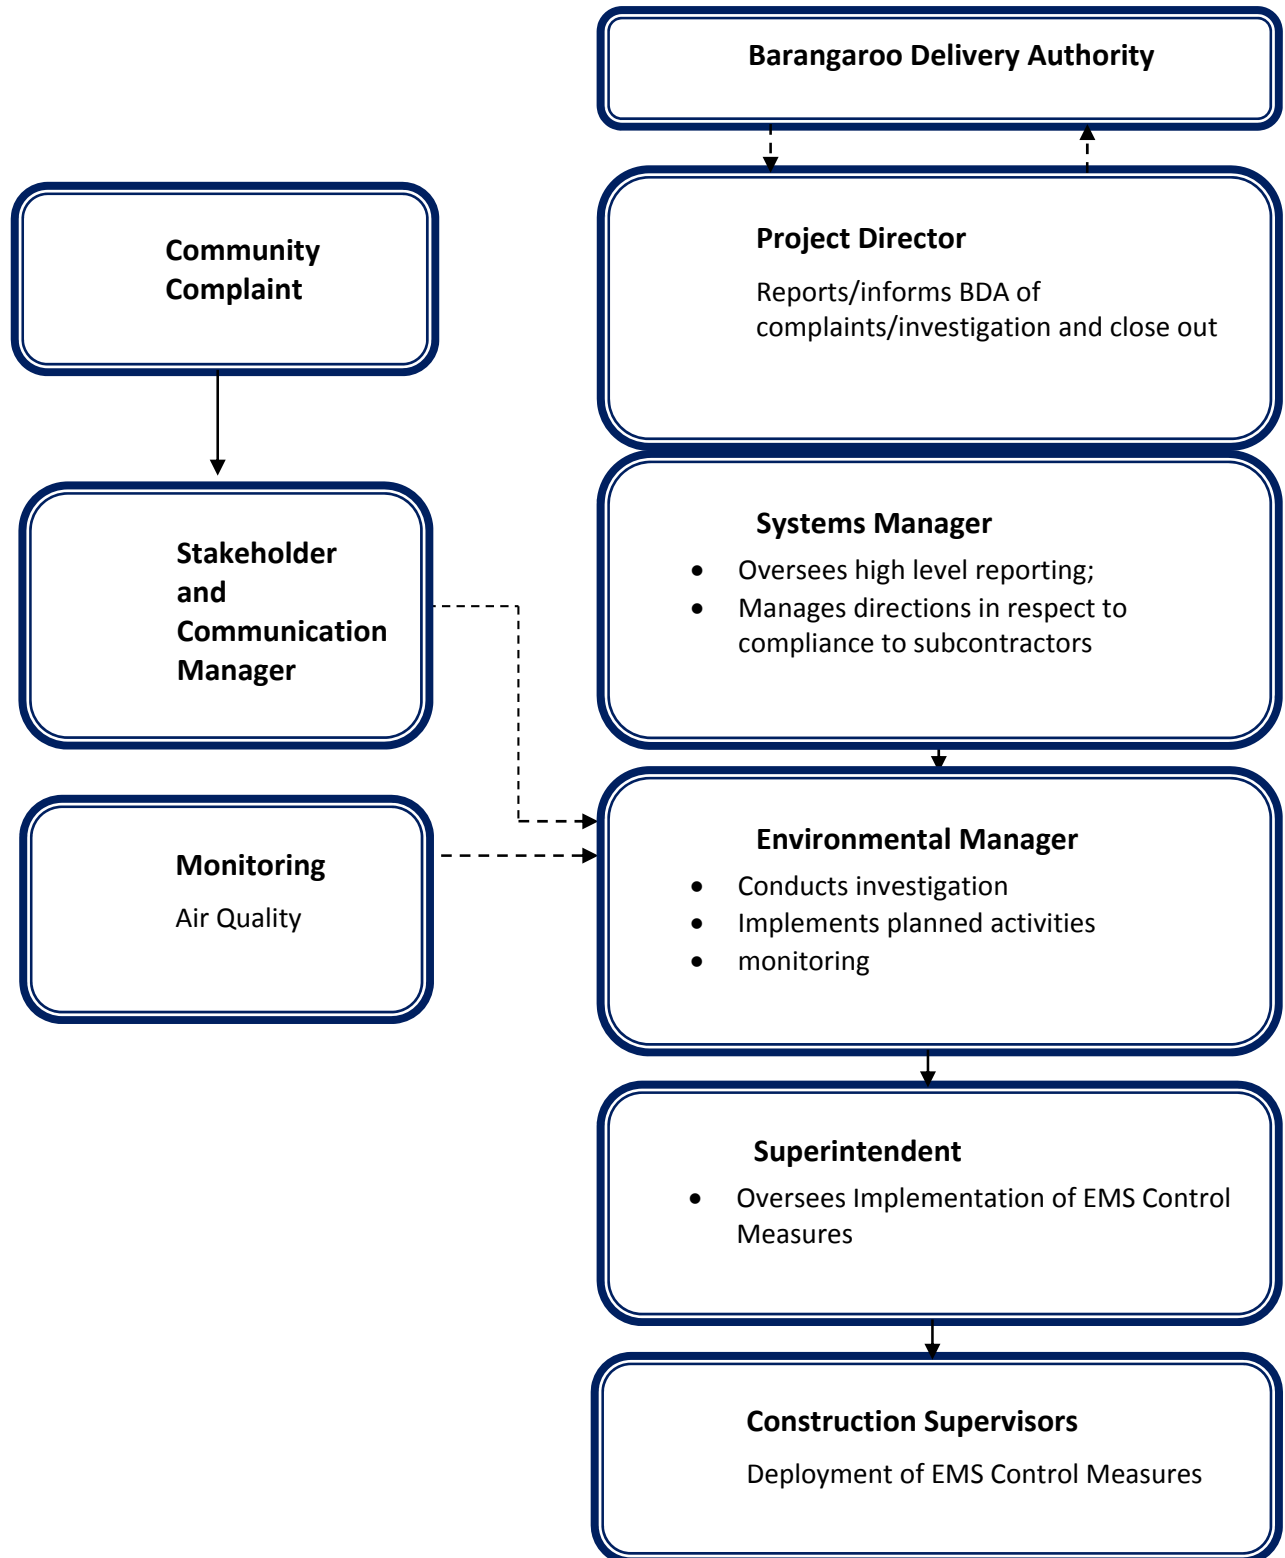 Barangaroo Delivery Authority
Project Director
Reports/informs BDA of
complaints/investigation and close out
Community
Complaint
Systems Manager
• Oversees high level reporting;
• Manages directions in respect to
compliance to subcontractors
Stakeholder
and
Communication
Manager
Environmental Manager
• Conducts investigation
• Implements planned activities
• monitoring
Monitoring
Air Quality
Superintendent
• Oversees Implementation of EMS Control
Measures
Construction Supervisors
Deployment of EMS Control Measures